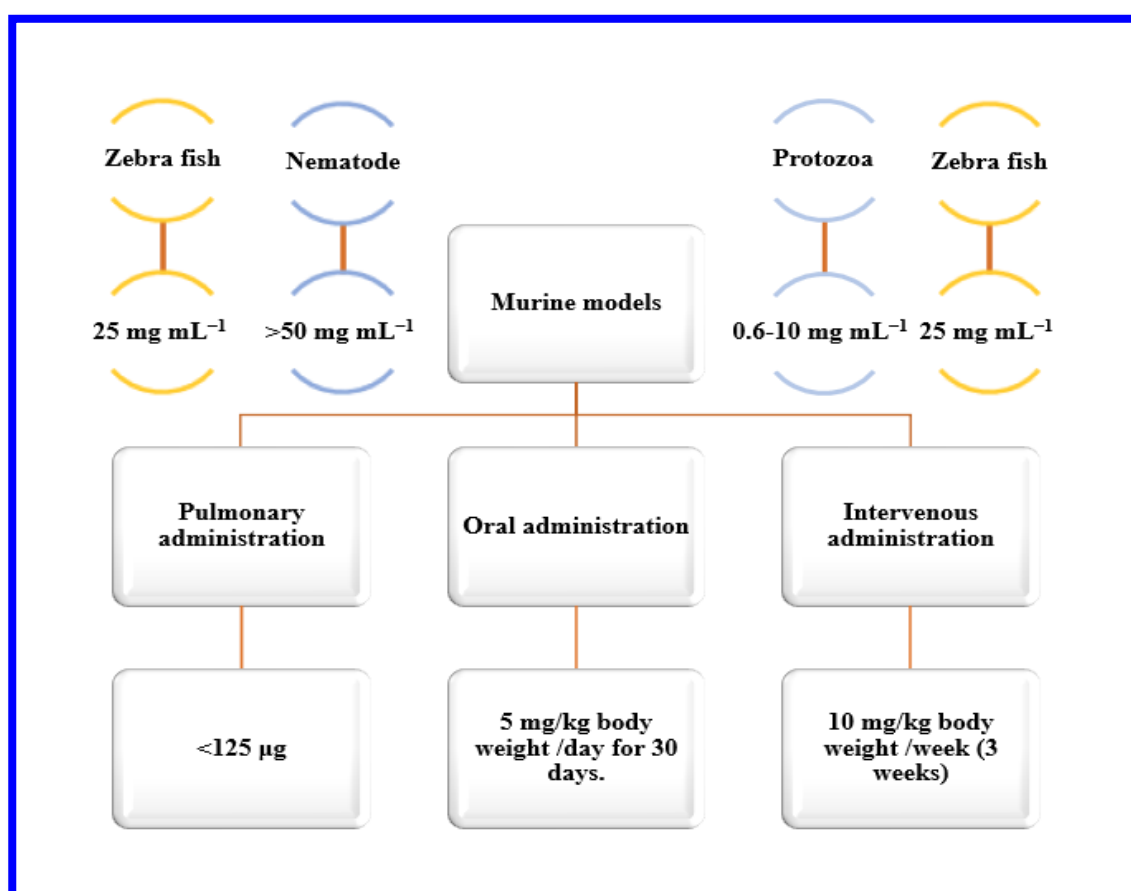 Zebra fish
Nematode
Protozoa
Zebra fish
25 mg mL⁻¹
>50 mg mL⁻¹
0.6-10 mg mL⁻¹
25 mg mL⁻¹
Murine models
Pulmonary
administration
Oral administration
Intervenous
administration
<125 µg
5 mg/kg body
weight /day for 30
days.
10 mg/kg body
weight /week (3
weeks)